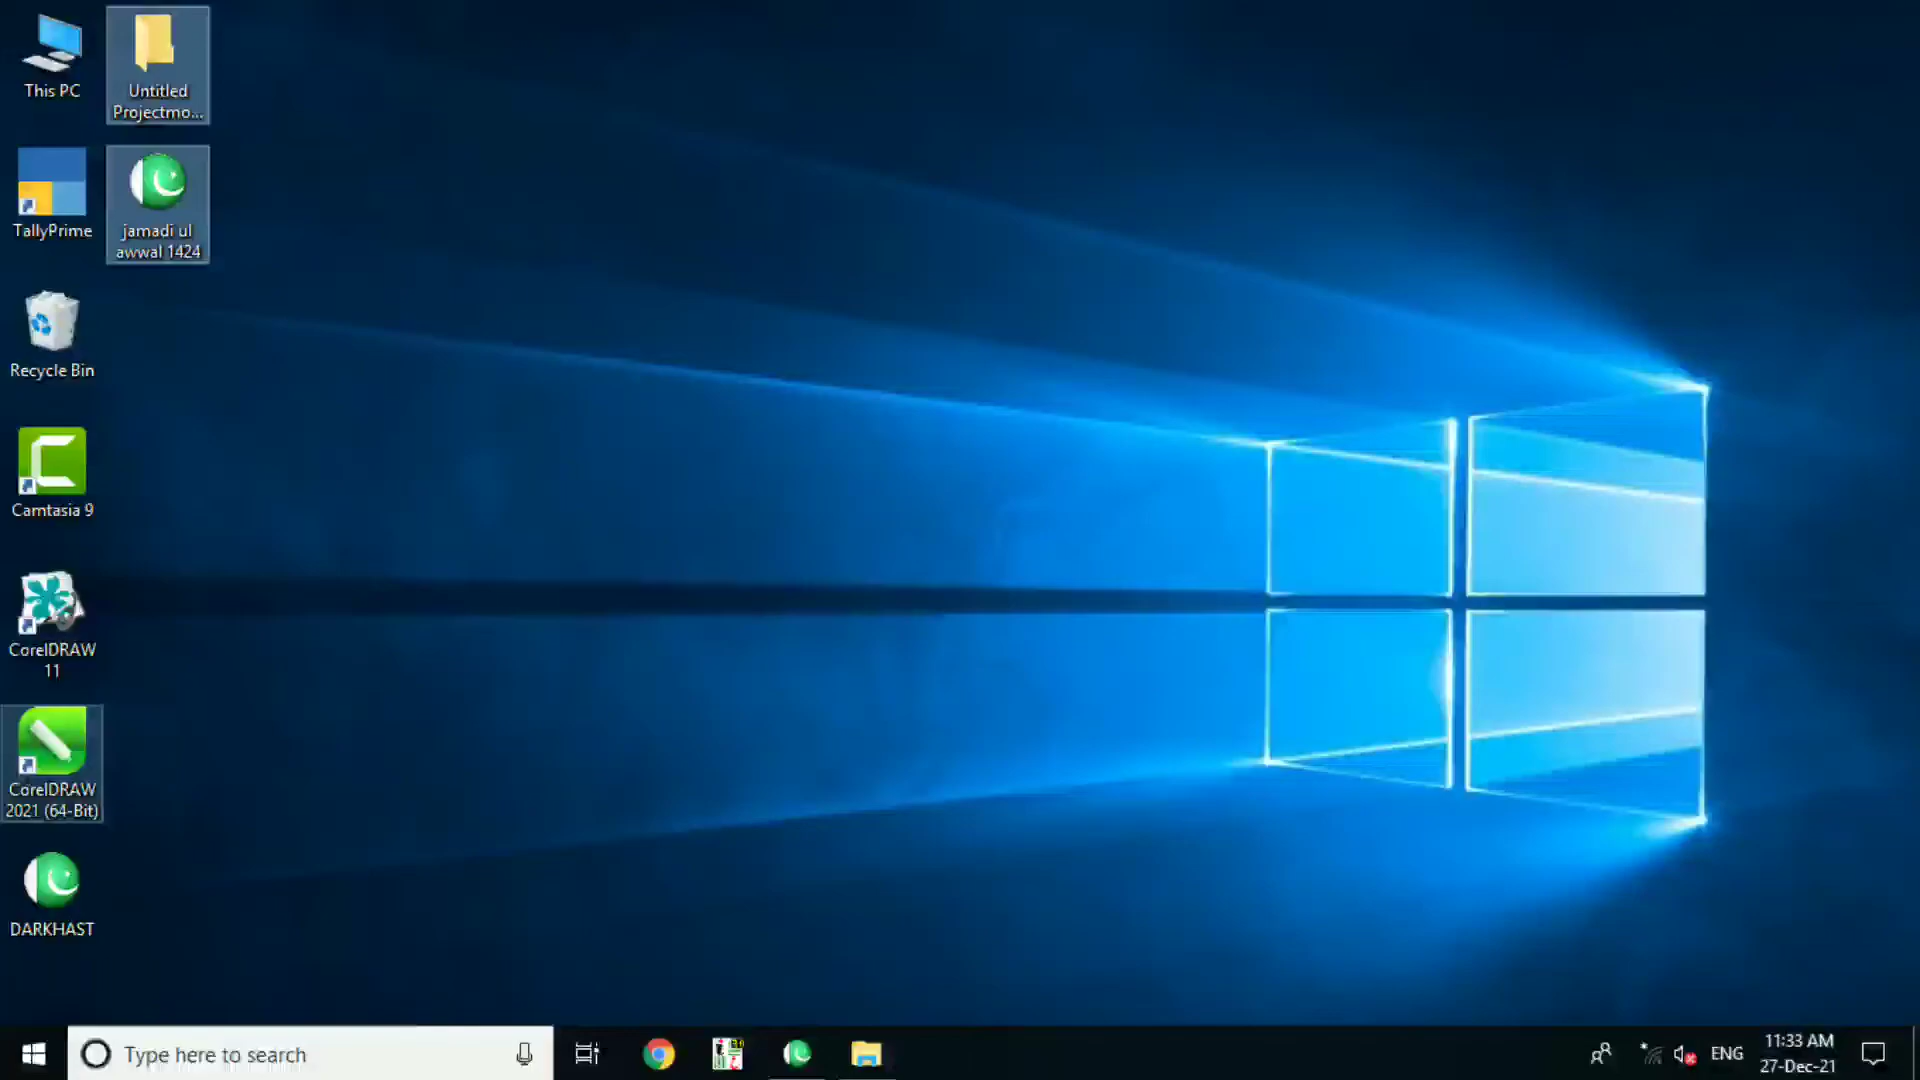 This PC
Untitled
Projectmo...
TallyPrime
jamadi ul
awwal 1424
Recycle Bin
Camtasia 9
CorelDRAW
11
CorelDRAW
2021 (64-Bit)
DARKHAST
Type here to search
ENG
11:33 AM
27-Dec-21